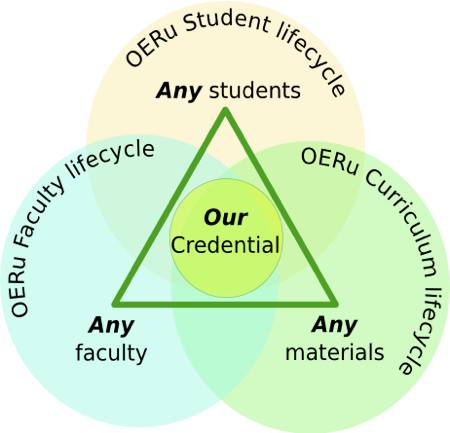 OERu Student lifecycle
Any students
OERu Faculty lifecycle
OERu Curriculum lifecycle
Our
Credential
Any
faculty
Any
materials